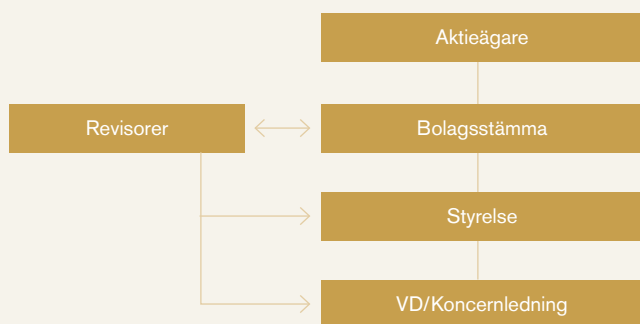 Aktieägare
Revisorer
Bolagsstämma
Styrelse
VD/Koncernledning